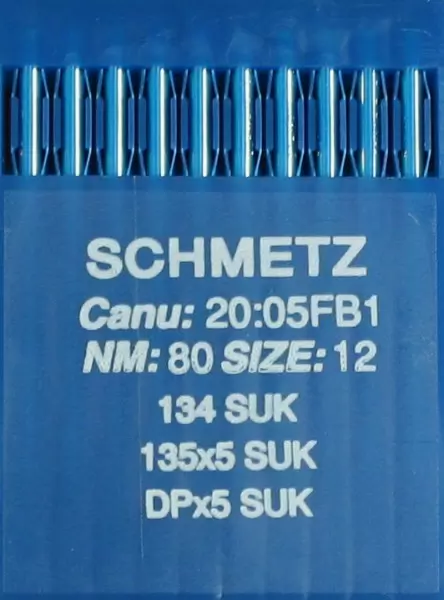 SCHMETZ
Canu: 20:05FB1
NM: 80 SIZE: 12
134 SUK
135x5 SUK
DPx5 SUK